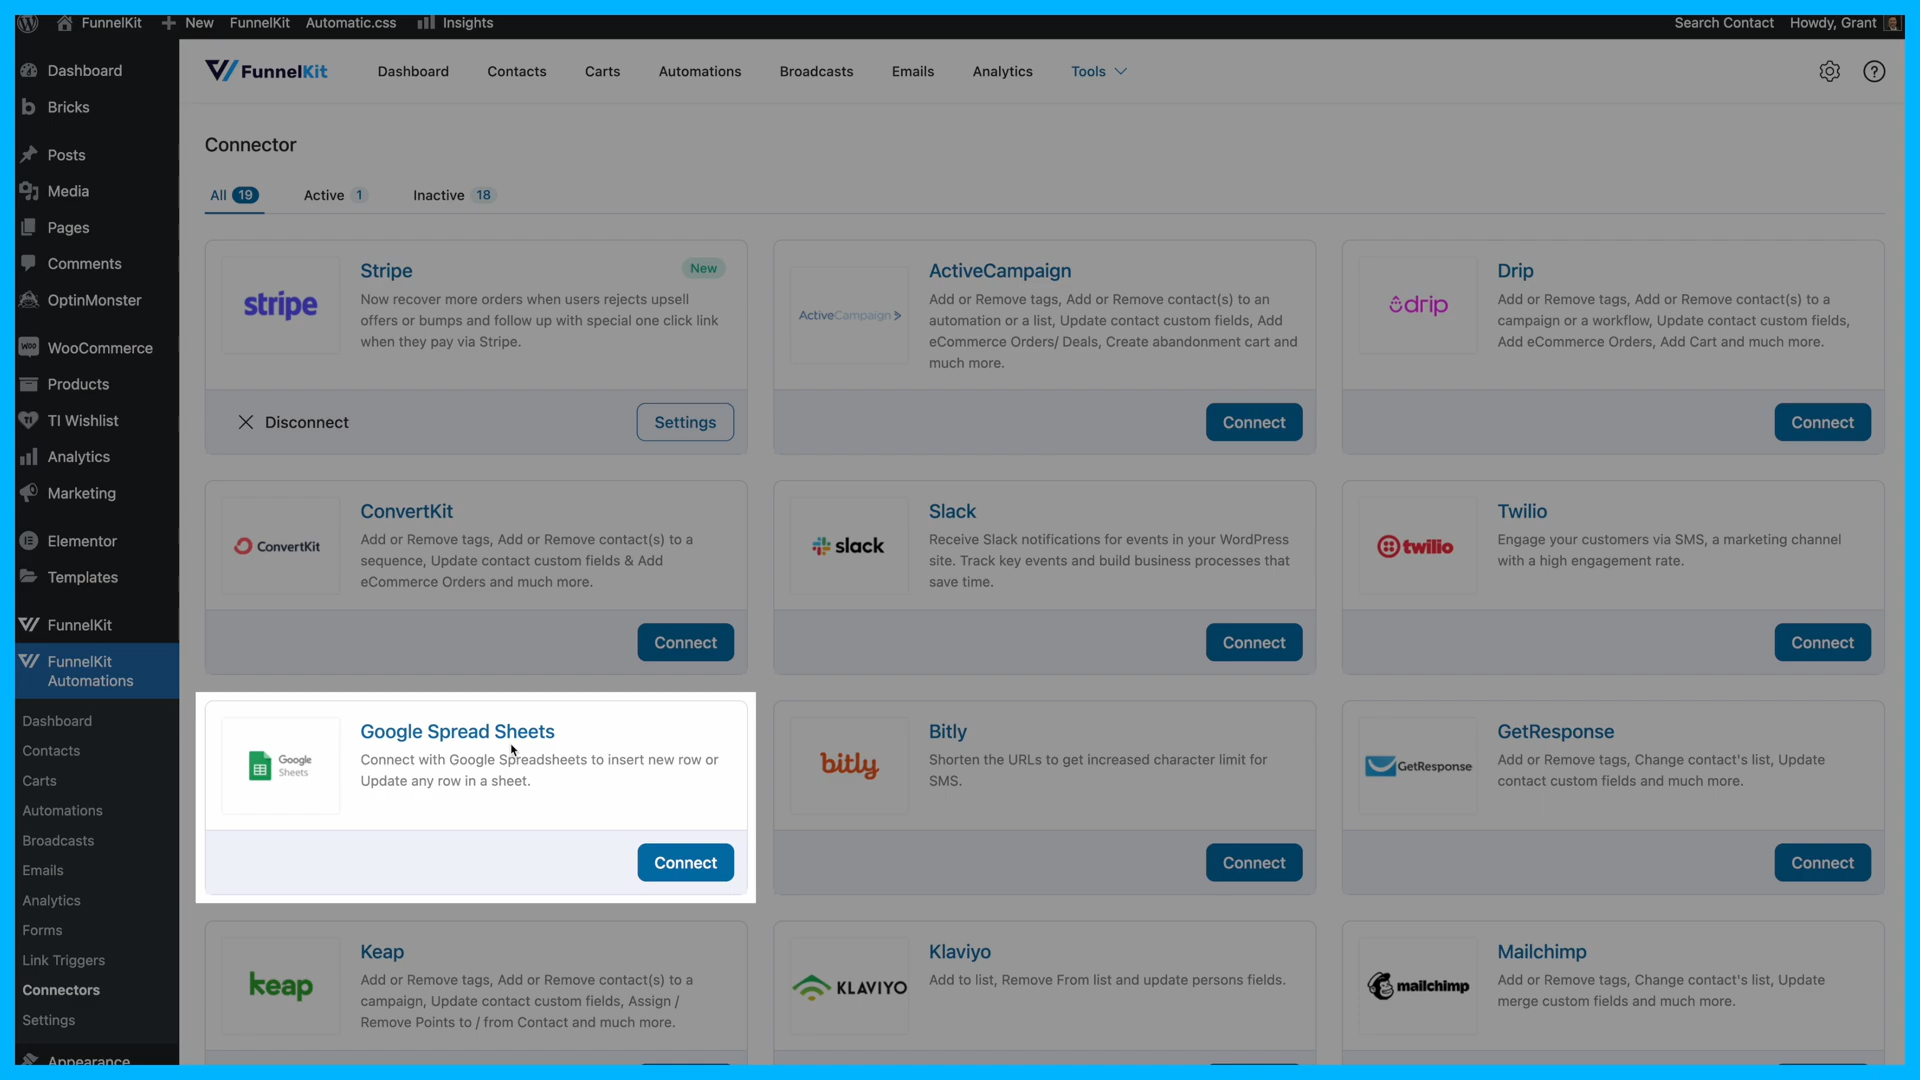 FunnelKit
New
FunnelKit
Automatic.css
Insights
Search Contact
Howdy, Grant
Dashboard
Bricks
Posts
Media
Pages
Comments
OptinMonster
WooCommerce
Products
TI Wishlist
Analytics
Marketing
Elementor
Templates
FunnelKit
FunnelKit
Automations
Dashboard
Contacts
Carts
Automations
Broadcasts
Emails
Analytics
Forms
Link Triggers
Connectors
Settings
Appearance
FunnelKit
Dashboard
Contacts
Carts
Automations
Broadcasts
Emails
Analytics
Tools
Connector
All 19
Active 1
Inactive 18
stripe
Stripe
New
Now recover more orders when users rejects upsell
offers or bumps and follow up with special one click link
when they pay via Stripe.
Disconnect
Settings
ActiveCampaign
ActiveCampaign
Add or Remove tags, Add or Remove contact(s) to an
automation or a list, Update contact custom fields, Add
eCommerce Orders/ Deals, Create abandonment cart and
much more.
Connect
drip
Drip
Add or Remove tags, Add or Remove contact(s) to a
campaign or a workflow, Update contact custom fields,
Add eCommerce Orders, Add Cart and much more.
Connect
ConvertKit
ConvertKit
Add or Remove tags, Add or Remove contact(s) to a
sequence, Update contact custom fields & Add
eCommerce Orders and much more.
Connect
slack
Slack
Receive Slack notifications for events in your WordPress
site. Track key events and build business processes that
save time.
Connect
twilio
Twilio
Engage your customers via SMS, a marketing channel
with a high engagement rate.
Connect
Google
Sheets
Google Spread Sheets
Connect with Google Spreadsheets to insert new row or
Update any row in a sheet.
Connect
bitly
Bitly
Shorten the URLs to get increased character limit for
SMS.
Connect
GetResponse
GetResponse
Add or Remove tags, Change contact's list, Update
contact custom fields and much more.
Connect
keap
Keap
Add or Remove tags, Add or Remove contact(s) to a
campaign, Update contact custom fields, Assign /
Remove Points to / from Contact and much more.
KLAVIYO
Klaviyo
Add to list, Remove From list and update persons fields.
mailchimp
Mailchimp
Add or Remove tags, Change contact's list, Update
merge custom fields and much more.